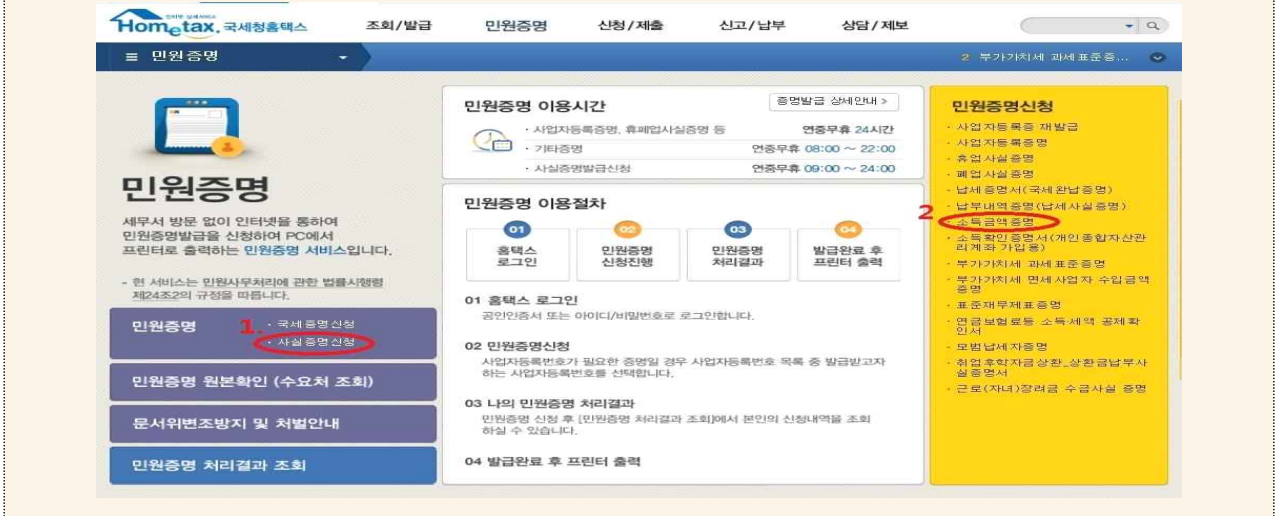 Hometax. 국세청홈택스
조회/발급
민원증명
신청/제출
신고/납부
상담/제보
≡ 민원증명
2 부가가치세 과세표준증...
민원증명
세무서 방문 없이 인터넷을 통하여
민원증명발급을 신청하여 PC에서
프린터로 출력하는 민원증명 서비스입니다.
- 현 서비스는 민원사무처리에 관한 법률시행령
제24조2의 규정을 따릅니다.
민원증명
1.
· 국세증명신청
· 사실증명신청
민원증명 원본확인 (수요처 조회)
문서위변조방지 및 처벌안내
민원증명 처리결과 조회
민원증명 이용시간
증명발급 상세안내 >
· 사업자등록증명, 휴폐업사실증명 등 연중무휴 24시간
· 기타증명 연중무휴 08:00 ~ 22:00
· 사실증명발급신청 연중무휴 09:00 ~ 24:00
민원증명 이용절차
01 홈택스
로그인
02 민원증명
신청진행
03 민원증명
처리결과
04 발급완료 후
프린터 출력
01 홈택스 로그인
공인인증서 또는 아이디/비밀번호로 로그인합니다.
02 민원증명신청
사업자등록번호가 필요한 증명일 경우 사업자등록번호 목록 중 발급받고자
하는 사업자등록번호를 선택합니다.
03 나의 민원증명 처리결과
민원증명 신청 후 [민원증명 처리결과 조회]에서 본인의 신청내역을 조회
하실 수 있습니다.
04 발급완료 후 프린터 출력
민원증명신청
· 사업자등록증 재발급
· 사업자등록증명
· 휴업사실증명
· 폐업사실증명
· 납세증명서(국세완납증명)
· 납부내역증명(납세사실증명)
2
· 소득금액증명
· 소득확인증명서(개인종합자산관
리계좌 가입용)
· 부가가치세 과세표준증명
· 부가가치세 면세사업자 수입금액
증명
· 표준재무제표증명
· 연금보험료등 소득·세액 공제확
인서
· 모범납세자증명
· 취업후학자금상환_상환금납부사
실증명서
· 근로(자녀)장려금 수급사실 증명